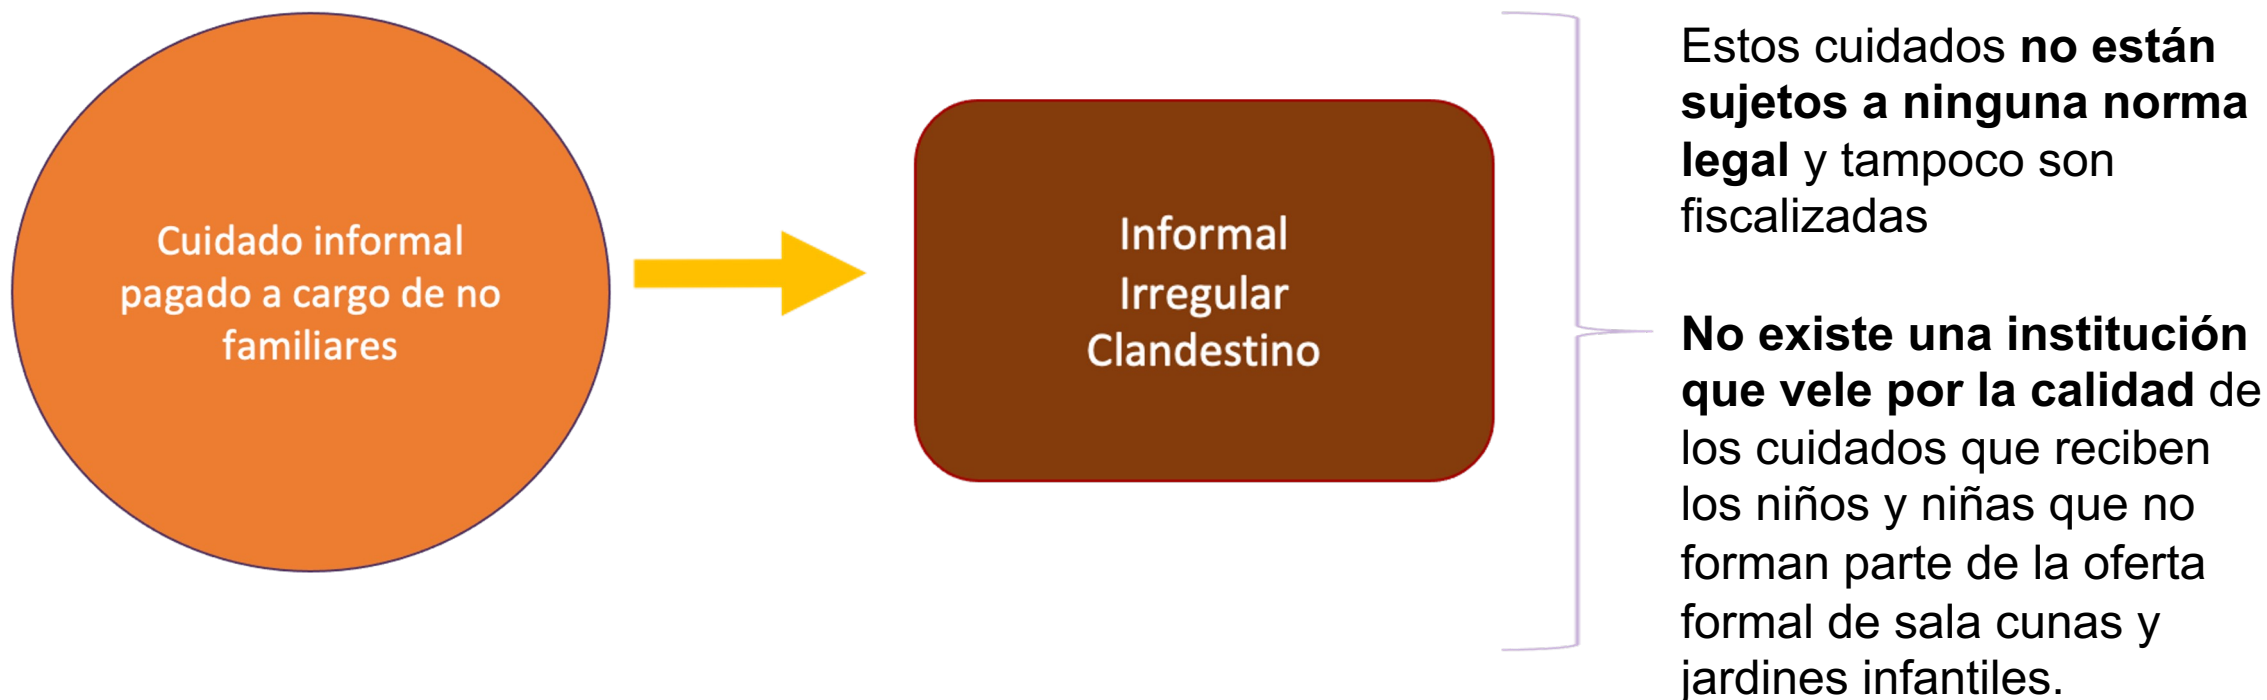 Cuidado informal
pagado a cargo de no
familiares
Informal
Irregular
Clandestino
Estos cuidados no están
sujetos a ninguna norma
legal y tampoco son
fiscalizadas
No existe una institución
que vele por la calidad de
los cuidados que reciben
los niños y niñas que no
forman parte de la oferta
formal de sala cunas y
jardines infantiles.